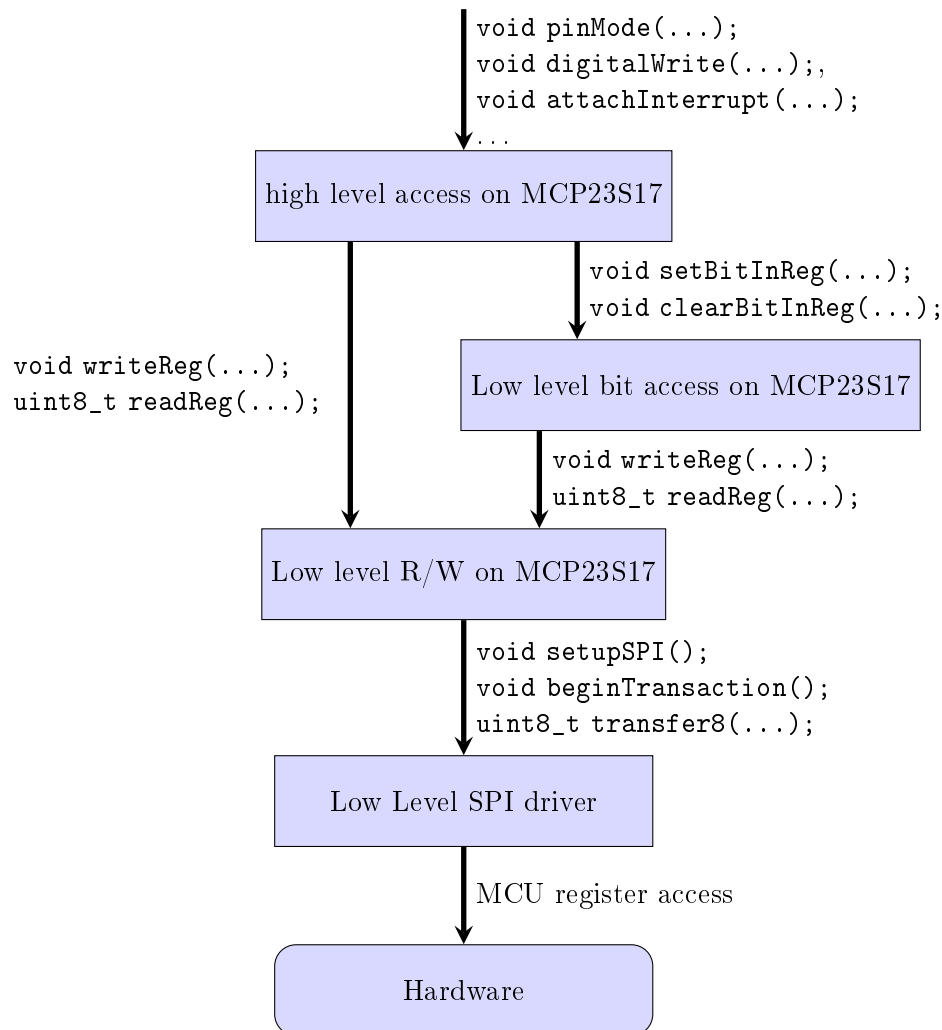 void pinMode(...);
void digitalWrite(...);,
void attachInterrupt(...);
...
high level access on MCP23S17
void setBitInReg(...);
void clearBitInReg(...);
void writeReg(...);
uint8_t readReg(...);
Low level bit access on MCP23S17
void writeReg(...);
uint8_t readReg(...);
Low level R/W on MCP23S17
void setupSPI();
void beginTransaction();
uint8_t transfer8(...);
Low Level SPI driver
MCU register access
Hardware